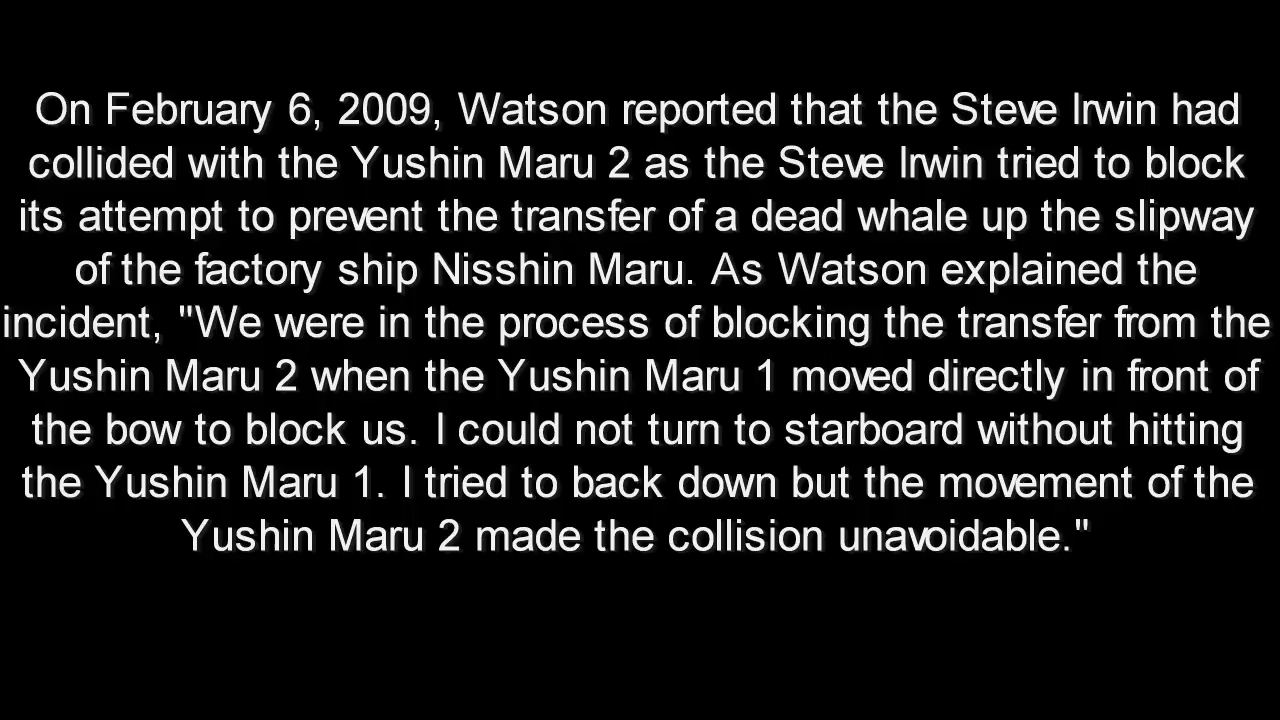 On February 6, 2009, Watson reported that the Steve Irwin had
collided with the Yushin Maru 2 as the Steve Irwin tried to block
its attempt to prevent the transfer of a dead whale up the slipway
of the factory ship Nisshin Maru. As Watson explained the
incident, "We were in the process of blocking the transfer from the
Yushin Maru 2 when the Yushin Maru 1 moved directly in front of
the bow to block us. I could not turn to starboard without hitting
the Yushin Maru 1. I tried to back down but the movement of the
Yushin Maru 2 made the collision unavoidable."